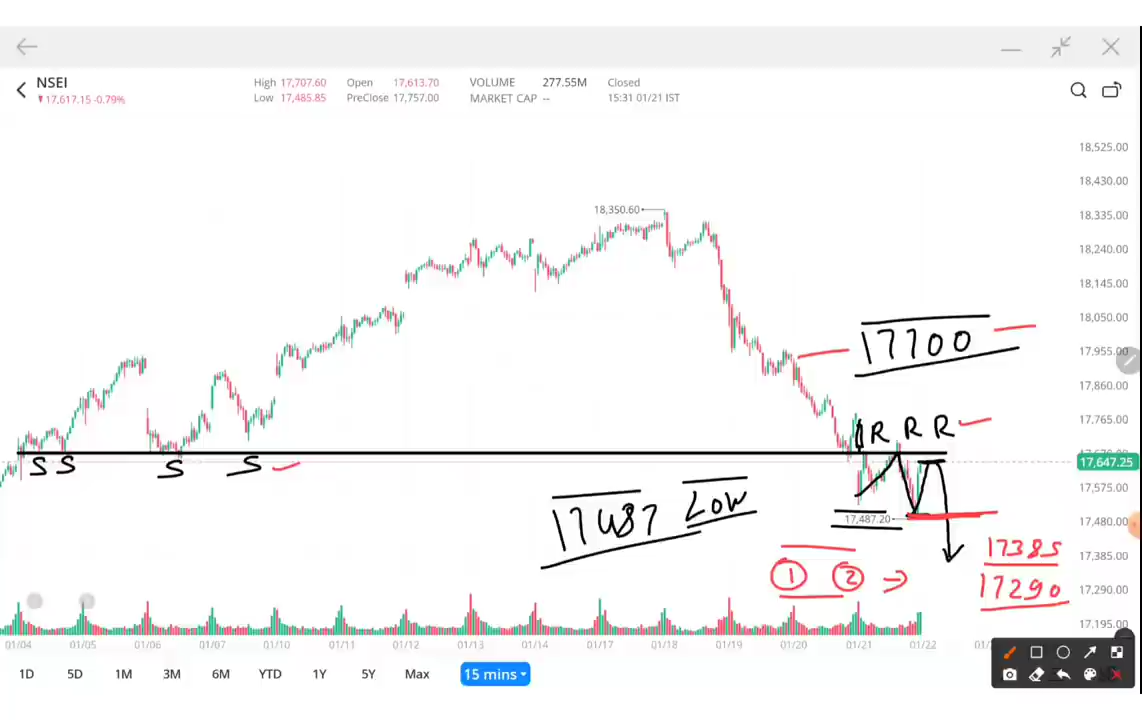 NSEI
▼17,617.15 -0.79%
High 17,707.60 Open 17,613.70 VOLUME 277.55M Closed
Low 17,485.85 PreClose 17,757.00 MARKET CAP -- 15:31 01/21 IST
18,525.00
18,430.00
18,350.60
18,335.00
18,240.00
18,145.00
18,050.00
17700
17,955.00
17,860.00
17,765.00
R R R
S S S S
17,647.25
17,575.00
17487 Low
17,487.20
17,480.00
17385
17,385.00
1 2 →
17290
17,290.00
17,195.00
01/04 01/05 01/06 01/07 01/10 01/11 01/12 01/13 01/14 01/17 01/18 01/19 01/20 01/21 01/22
1D 5D 1M 3M 6M YTD 1Y 5Y Max 15 mins